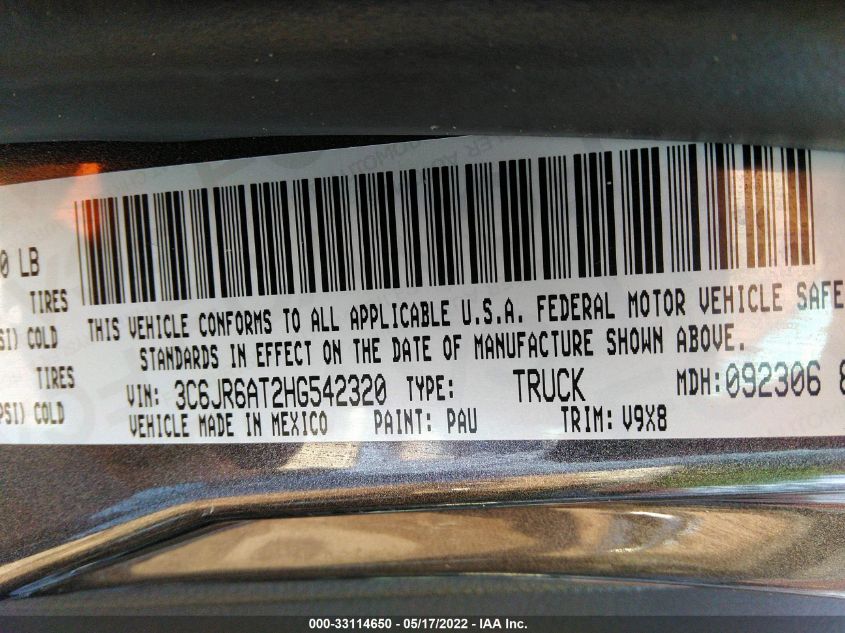 0 LB
TIRES
SI) COLD
TIRES
PSI) COLD
THIS VEHICLE CONFORMS TO ALL APPLICABLE U.S.A. FEDERAL MOTOR VEHICLE SAFE
STANDARDS IN EFFECT ON THE DATE OF MANUFACTURE SHOWN ABOVE.
VIN: 3C6JR6AT2HG542320 TYPE: TRUCK MDH: 092306 8
VEHICLE MADE IN MEXICO PAINT: PAU TRIM: V9X8
000-33114650 - 05/17/2022 - IAA Inc.